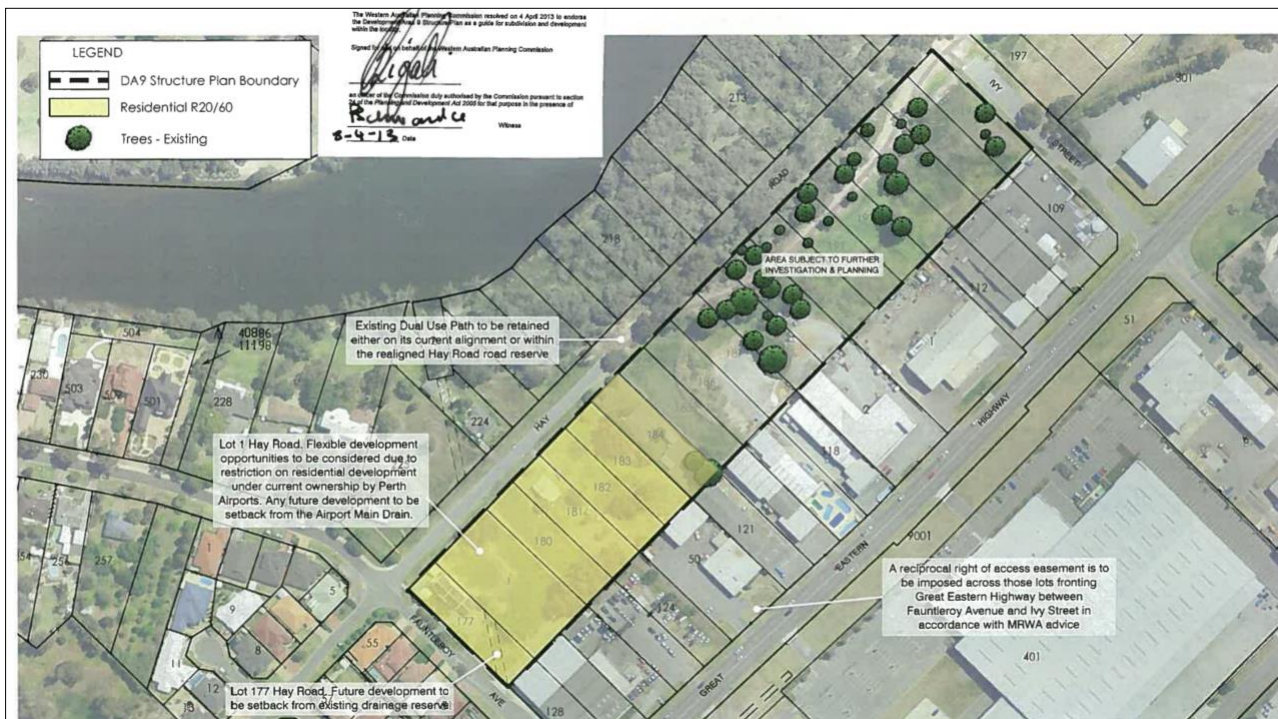 The Western Australian Planning Commission resolved on 4 April 2013 to endorse
the Development Area 9 Structure Plan as a guide for subdivision and development
within the locality.
Signed for and on behalf of the Western Australian Planning Commission
an officer of the Commission duly authorised by the Commission pursuant to section
24 of the Planning and Development Act 2005 for that purpose in the presence of
Witness
8-4-13 Date
LEGEND
DA9 Structure Plan Boundary
Residential R20/60
Trees - Existing
197
301
IVY
STREET
213
ROAD
109
218
AREA SUBJECT TO FURTHER
INVESTIGATION & PLANNING
112
1
51
504
40886
11198
Existing Dual Use Path to be retained
either on its current alignment or within
the realigned Hay Road road reserve
230
503
502
501
228
224
HAY
186
184
183
182
181
180
1
177
2
118
HIGHWAY
Lot 1 Hay Road. Flexible development
opportunities to be considered due to
restriction on residential development
under current ownership by Perth
Airports. Any future development to be
setback from the Airport Main Drain.
121
50
EASTERN
9001
A reciprocal right of access easement is to
be imposed across those lots fronting
Great Eastern Highway between
Fauntleroy Avenue and Ivy Street in
accordance with MRWA advice
401
256
257
1
5
9
8
11
12
13
55
124
FAUNTLEROY
AVE
GREAT
128
Lot 177 Hay Road. Future development to
be setback from existing drainage reserve